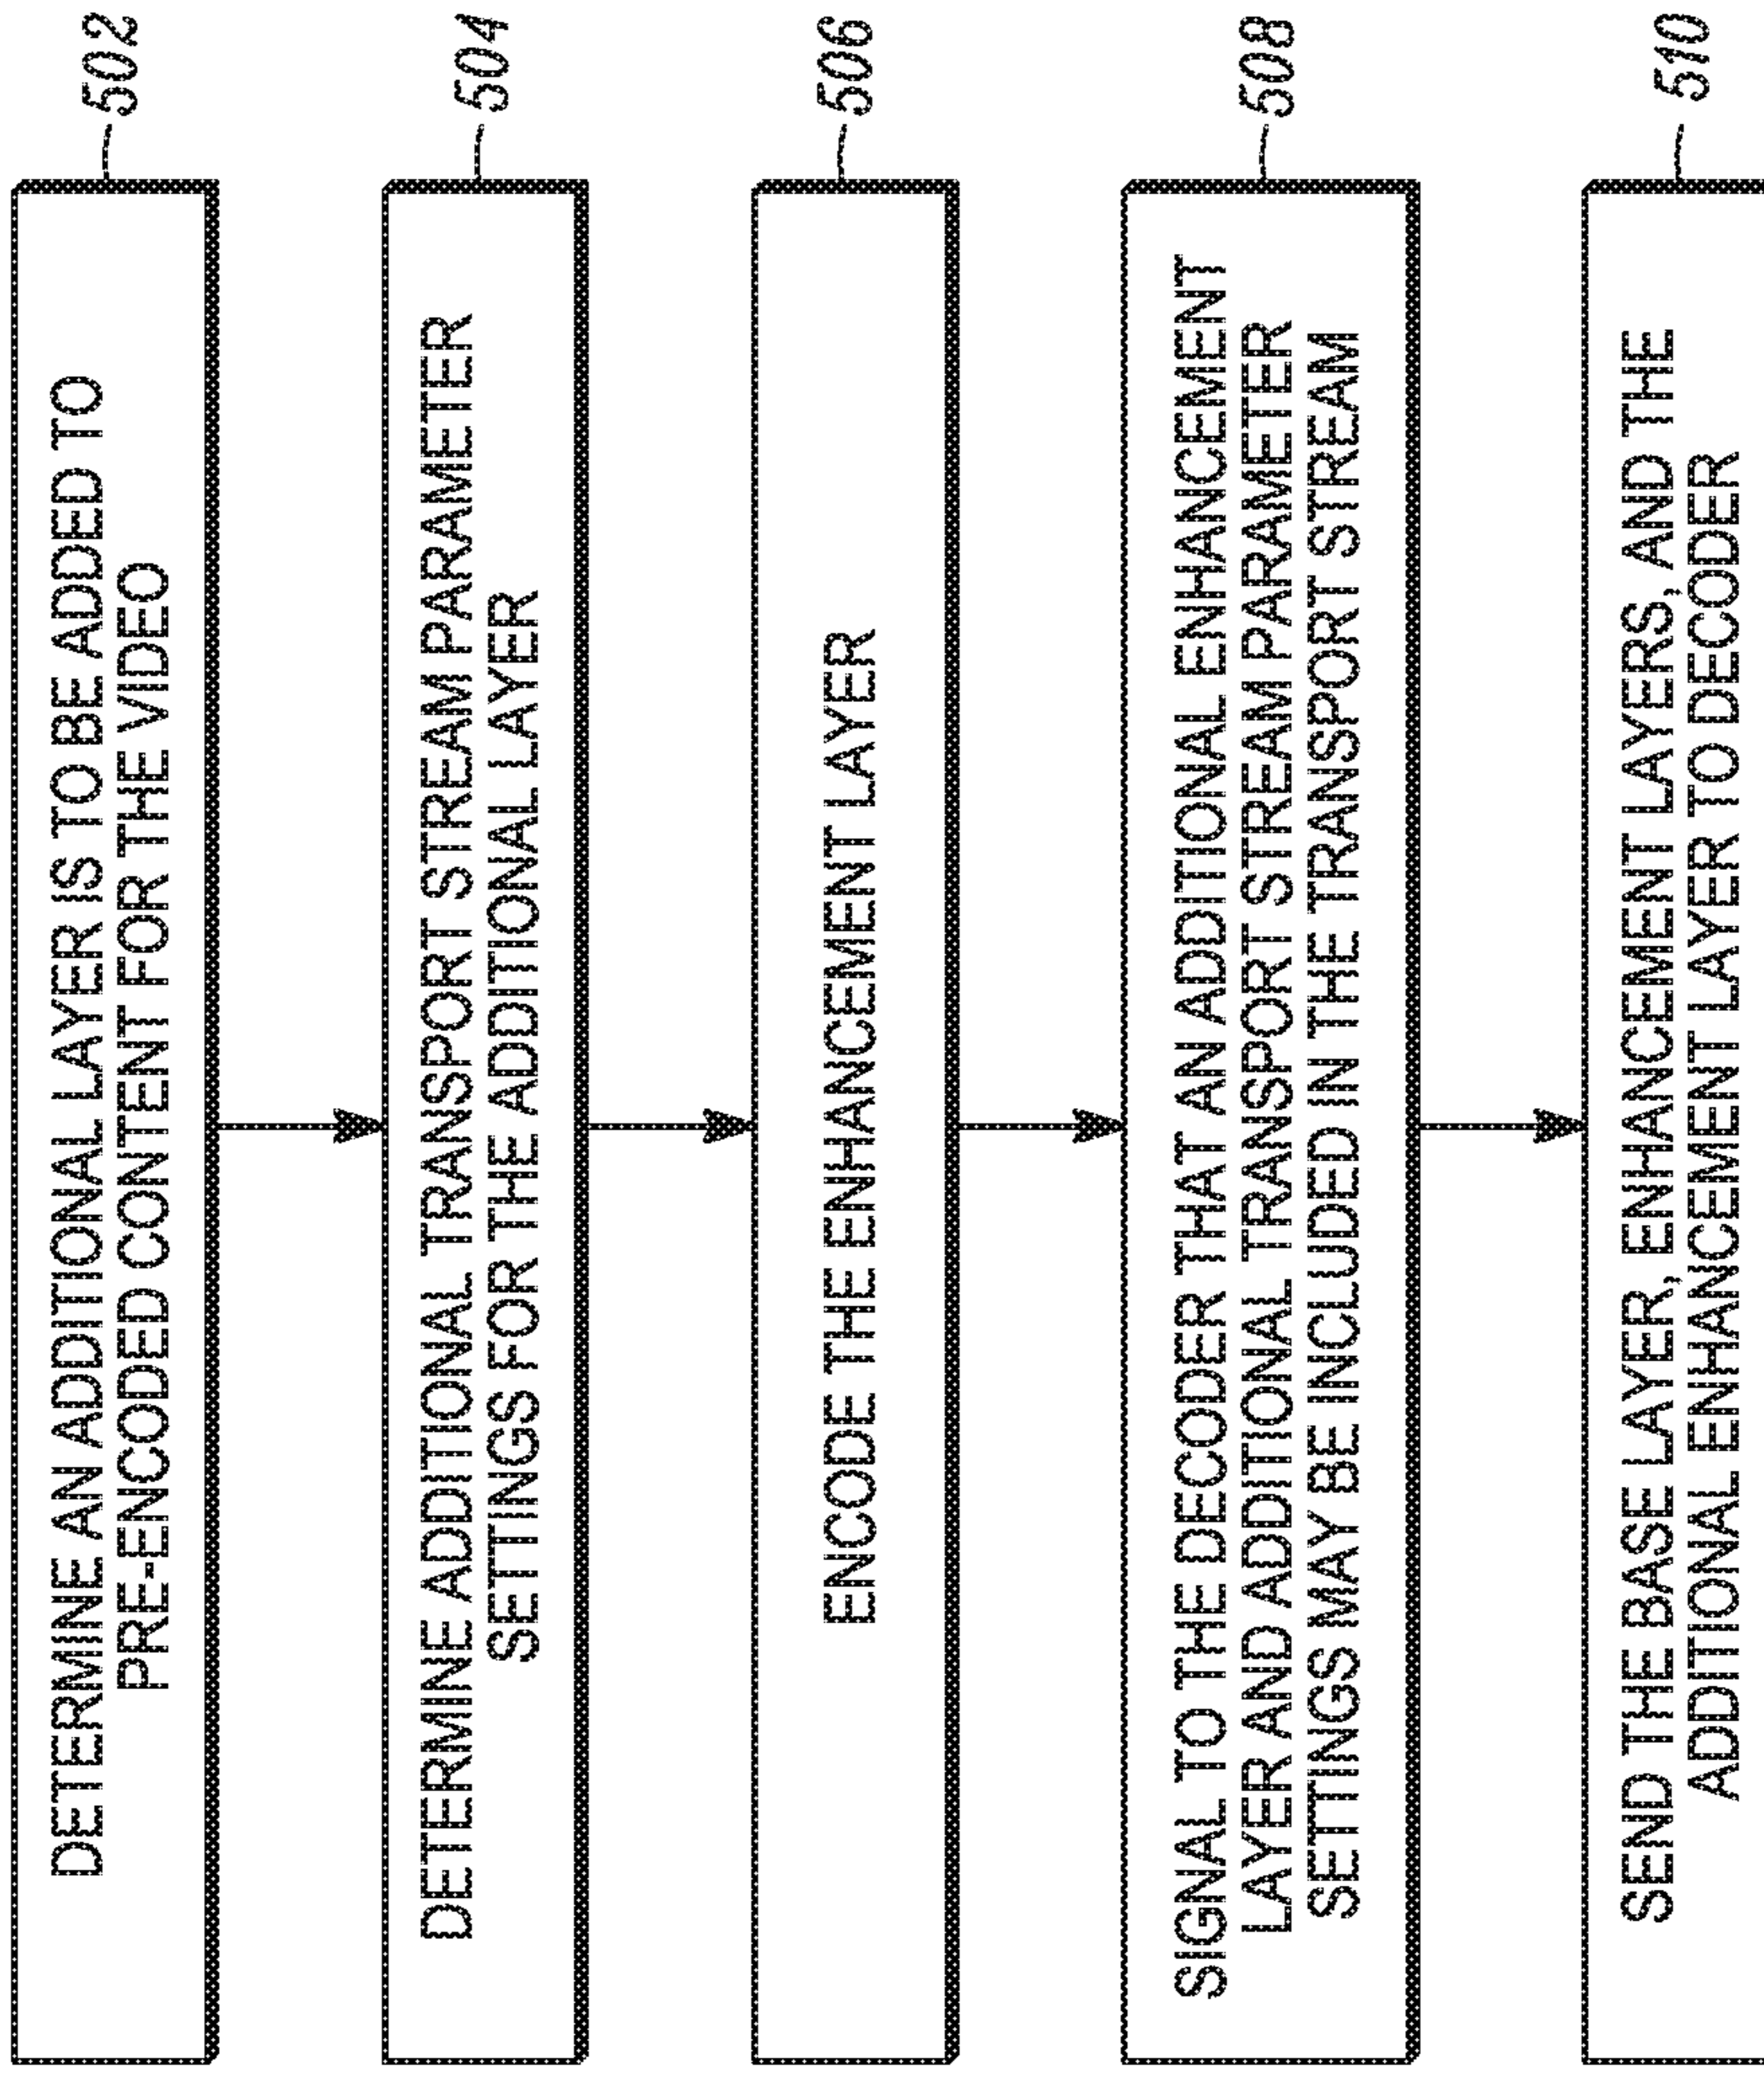 DETERMINE AN ADDITIONAL LAYER IS TO BE ADDED TO
PRE-ENCODED CONTENT FOR THE VIDEO
502
DETERMINE ADDITIONAL TRANSPORT STREAM PARAMETER
SETTINGS FOR THE ADDITIONAL LAYER
504
ENCODE THE ENHANCEMENT LAYER
506
SIGNAL TO THE DECODER THAT AN ADDITIONAL ENHANCEMENT
LAYER AND ADDITIONAL TRANSPORT STREAM PARAMETER
SETTINGS MAY BE INCLUDED IN THE TRANSPORT STREAM
508
SEND THE BASE LAYER, ENHANCEMENT LAYERS, AND THE
ADDITIONAL ENHANCEMENT LAYER TO DECODER
510